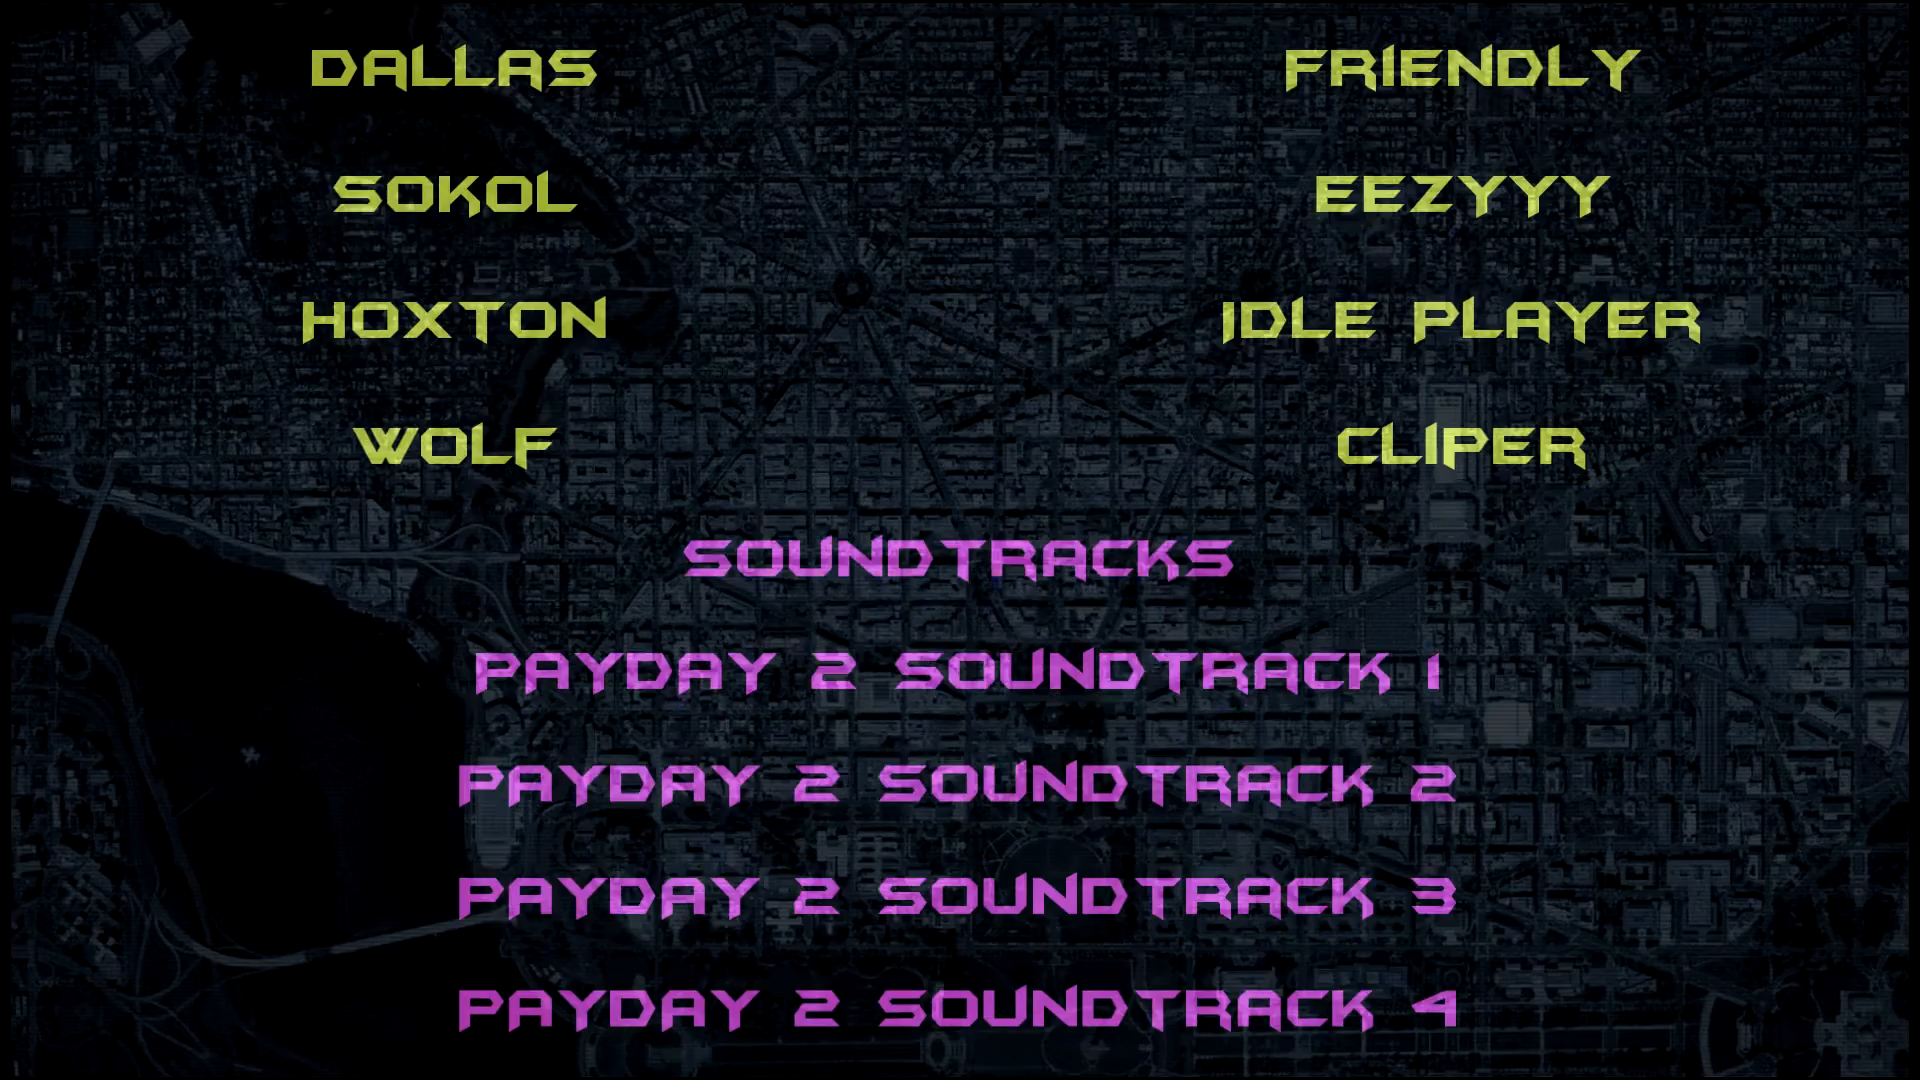 DALLAS FRIENDLY
SOKOL EEZYYY
HOXTON IDLE PLAYER
WOLF CLIPER
SOUNDTRACKS
PAYDAY 2 SOUNDTRACK 1
PAYDAY 2 SOUNDTRACK 2
PAYDAY 2 SOUNDTRACK 3
PAYDAY 2 SOUNDTRACK 4